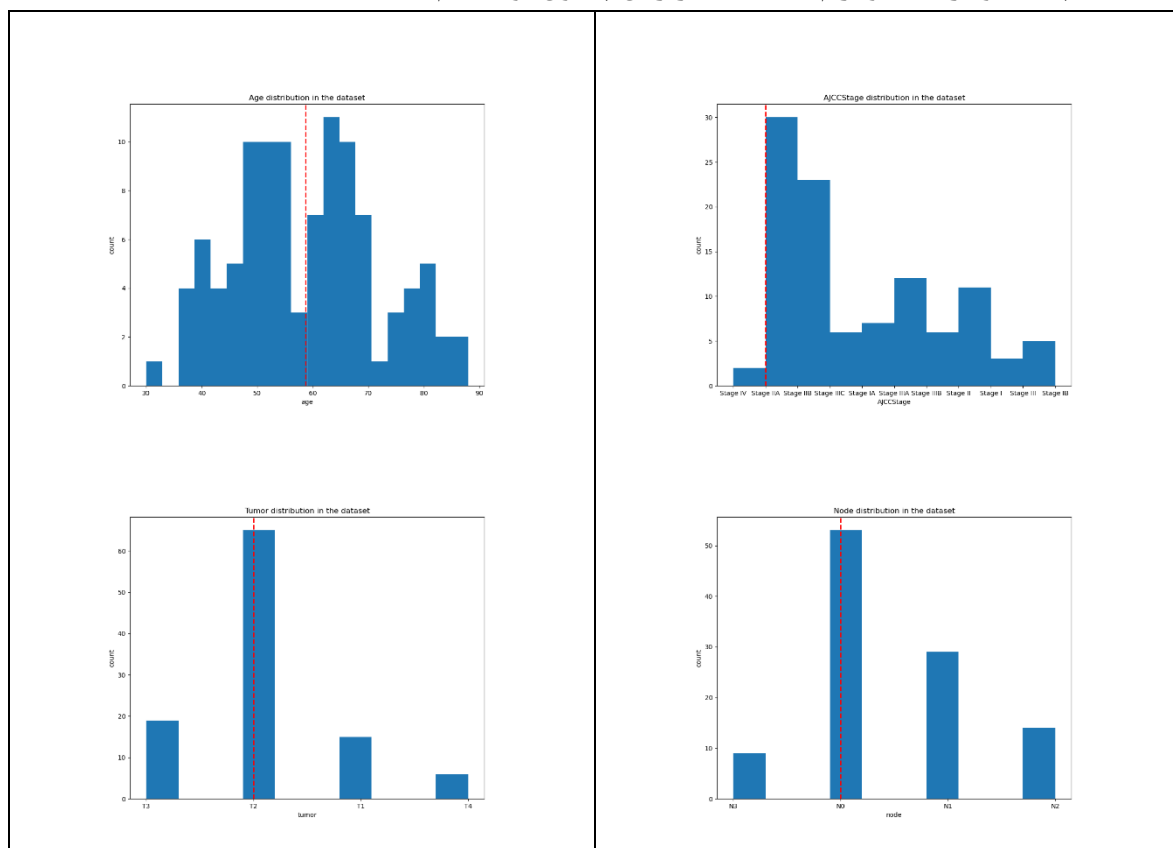 Age distribution in the dataset
count
10
8
6
4
2
0
30 40 50 60 70 80 90
age
AJCCStage distribution in the dataset
count
30
25
20
15
10
5
0
Stage IV Stage IIA Stage IIB Stage IIIC Stage IA Stage IIIA Stage IIIB Stage II Stage I Stage III Stage IB
AJCCStage
Tumor distribution in the dataset
count
60
50
40
30
20
10
0
T3 T2 T1 T4
tumor
Node distribution in the dataset
count
50
40
30
20
10
0
N3 N0 N1 N2
node